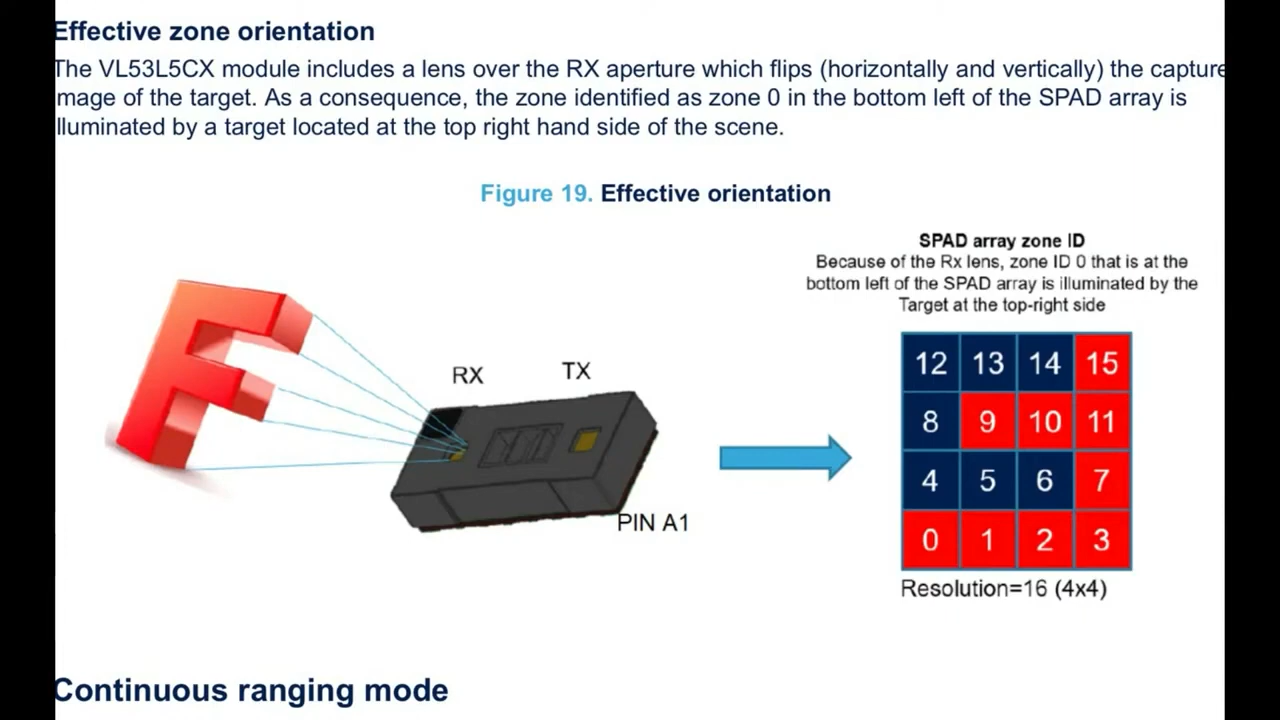 Effective zone orientation
The VL53L5CX module includes a lens over the RX aperture which flips (horizontally and vertically) the capture
mage of the target. As a consequence, the zone identified as zone 0 in the bottom left of the SPAD array is
lluminated by a target located at the top right hand side of the scene.
Figure 19. Effective orientation
SPAD array zone ID
Because of the Rx lens, zone ID 0 that is at the
bottom left of the SPAD array is illuminated by the
Target at the top-right side
RX TX
PIN A1
12 13 14 15
8 9 10 11
4 5 6 7
0 1 2 3
Resolution=16 (4x4)
Continuous ranging mode